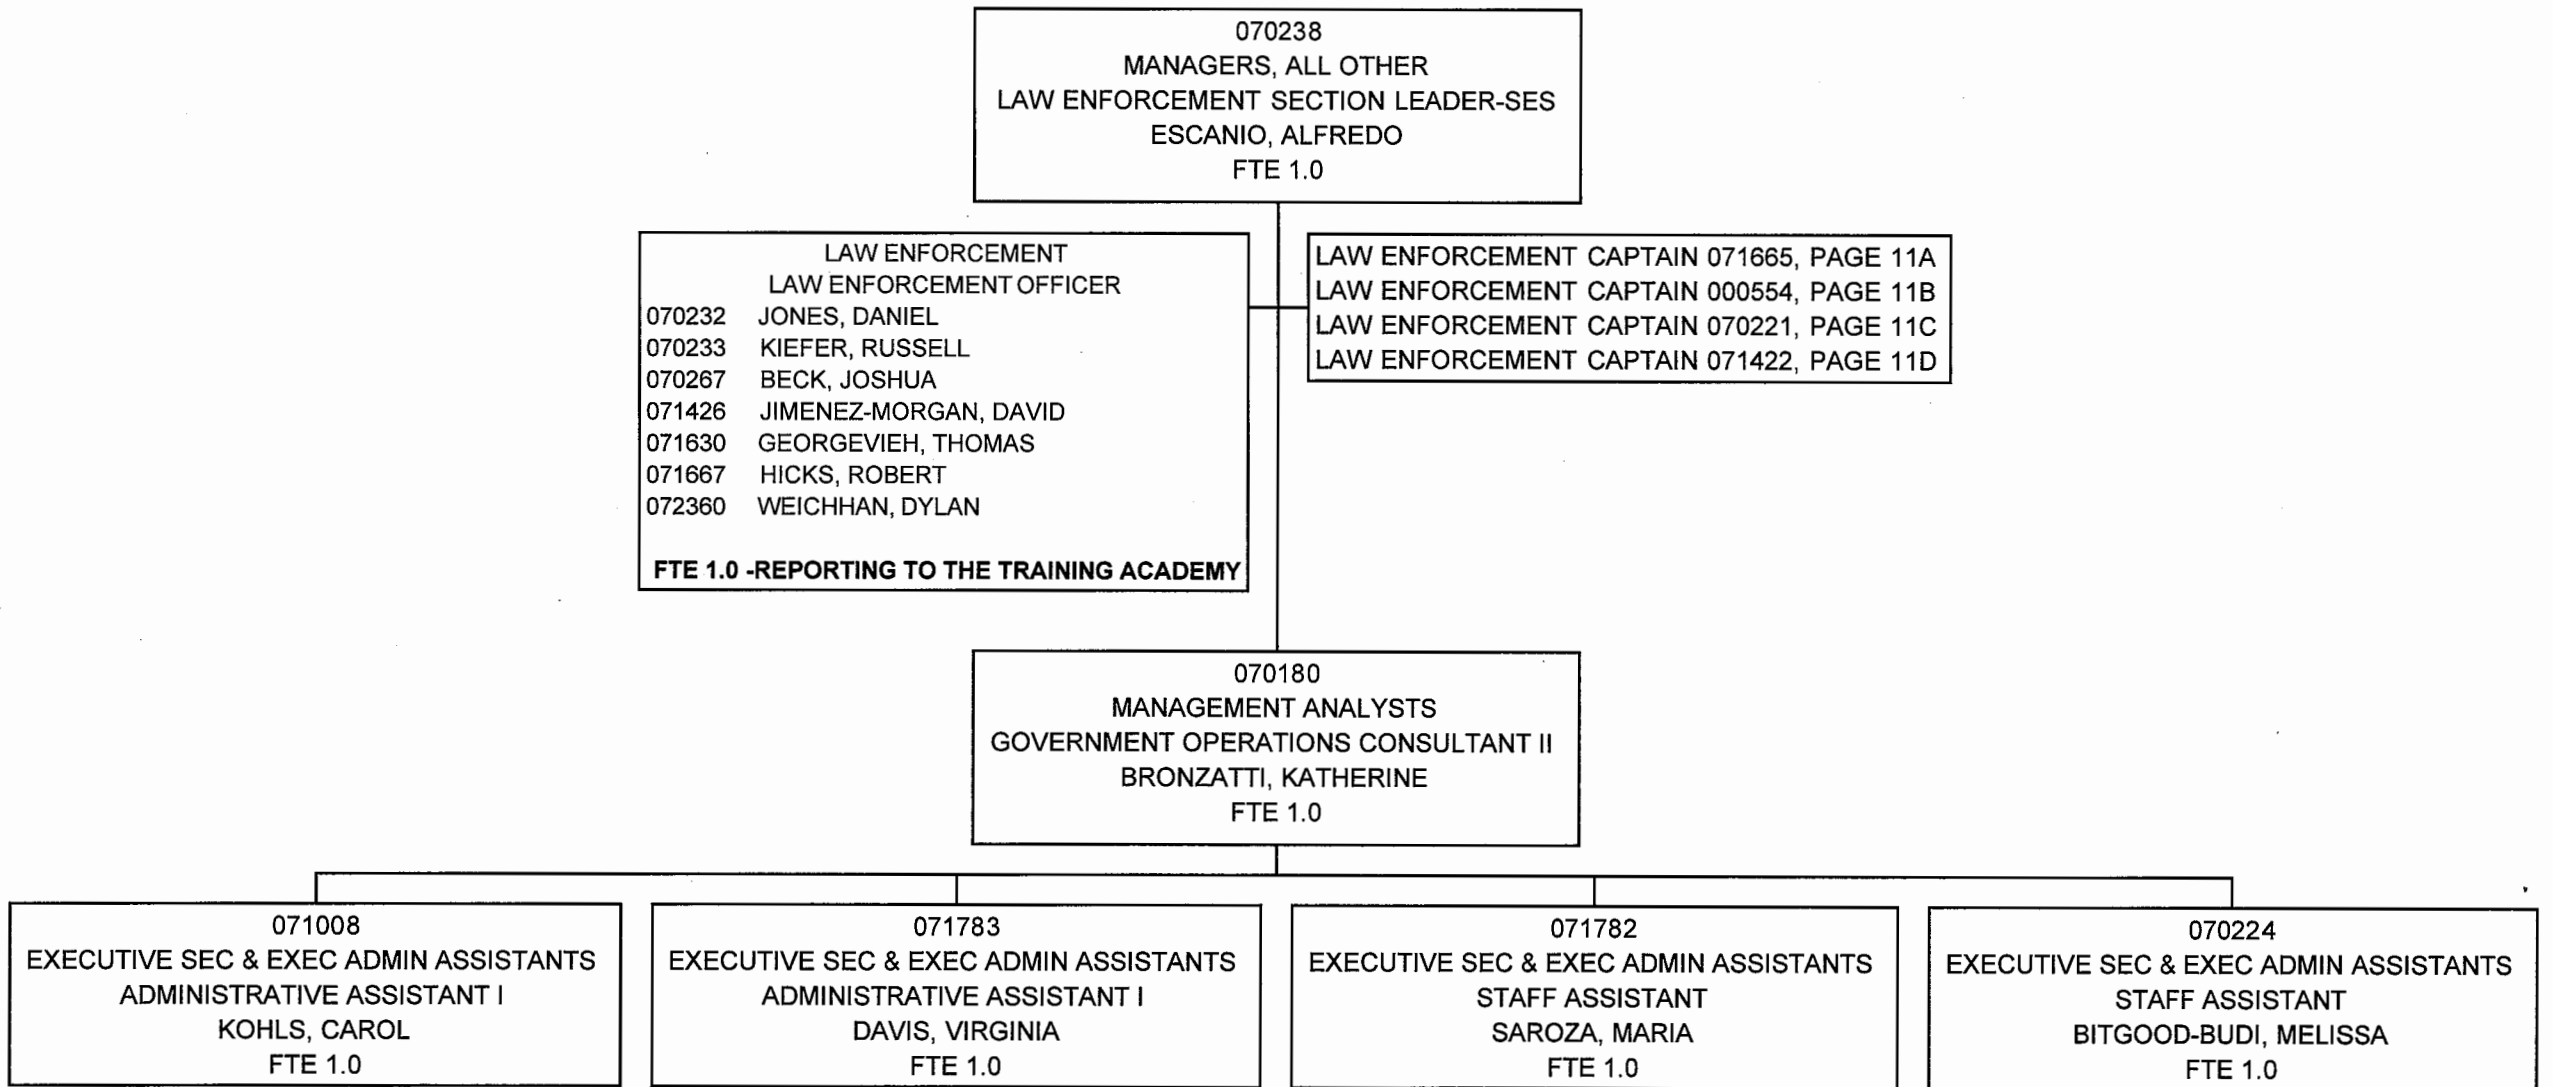 070238
MANAGERS, ALL OTHER
LAW ENFORCEMENT SECTION LEADER-SES
ESCANIO, ALFREDO
FTE 1.0
LAW ENFORCEMENT
LAW ENFORCEMENT OFFICER
070232 JONES, DANIEL
070233 KIEFER, RUSSELL
070267 BECK, JOSHUA
071426 JIMENEZ-MORGAN, DAVID
071630 GEORGEVIEH, THOMAS
071667 HICKS, ROBERT
072360 WEICHHAN, DYLAN
FTE 1.0 -REPORTING TO THE TRAINING ACADEMY
LAW ENFORCEMENT CAPTAIN 071665, PAGE 11A
LAW ENFORCEMENT CAPTAIN 000554, PAGE 11B
LAW ENFORCEMENT CAPTAIN 070221, PAGE 11C
LAW ENFORCEMENT CAPTAIN 071422, PAGE 11D
070180
MANAGEMENT ANALYSTS
GOVERNMENT OPERATIONS CONSULTANT II
BRONZATTI, KATHERINE
FTE 1.0
071008
EXECUTIVE SEC & EXEC ADMIN ASSISTANTS
ADMINISTRATIVE ASSISTANT I
KOHLS, CAROL
FTE 1.0
071783
EXECUTIVE SEC & EXEC ADMIN ASSISTANTS
ADMINISTRATIVE ASSISTANT I
DAVIS, VIRGINIA
FTE 1.0
071782
EXECUTIVE SEC & EXEC ADMIN ASSISTANTS
STAFF ASSISTANT
SAROZA, MARIA
FTE 1.0
070224
EXECUTIVE SEC & EXEC ADMIN ASSISTANTS
STAFF ASSISTANT
BITGOOD-BUDI, MELISSA
FTE 1.0